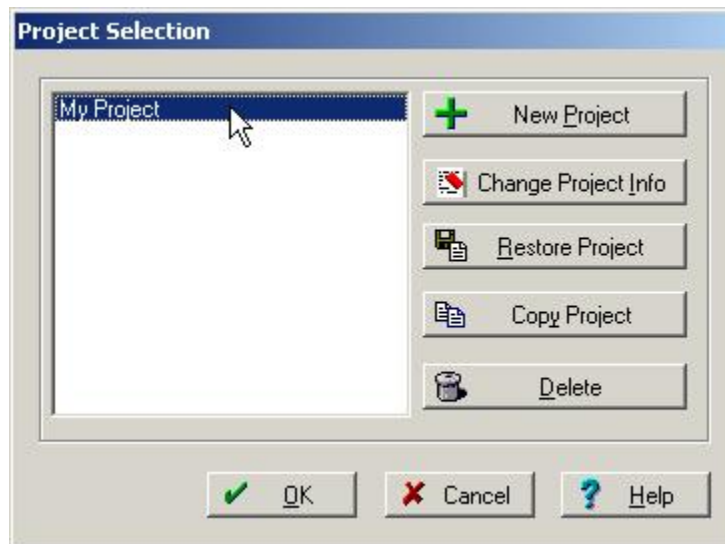 Project Selection
My Project
New Project
Change Project Info
Restore Project
Copy Project
Delete
OK
Cancel
Help